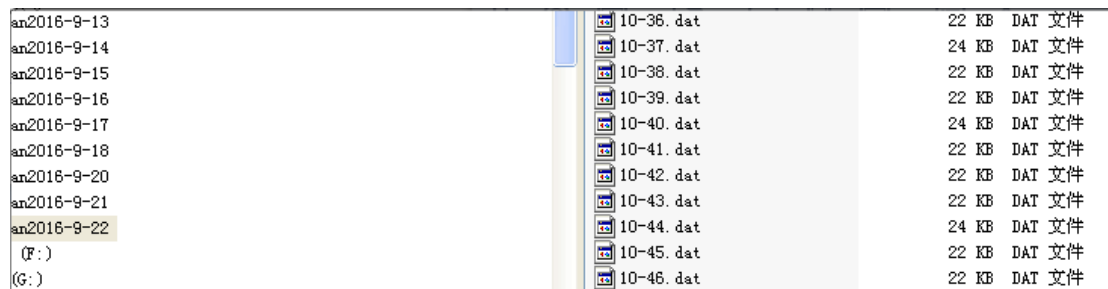 an2016-9-13
an2016-9-14
an2016-9-15
an2016-9-16
an2016-9-17
an2016-9-18
an2016-9-20
an2016-9-21
an2016-9-22
(F:)
(G:)
10-36.dat 22 KB DAT 文件
10-37.dat 24 KB DAT 文件
10-38.dat 22 KB DAT 文件
10-39.dat 22 KB DAT 文件
10-40.dat 24 KB DAT 文件
10-41.dat 22 KB DAT 文件
10-42.dat 22 KB DAT 文件
10-43.dat 22 KB DAT 文件
10-44.dat 24 KB DAT 文件
10-45.dat 22 KB DAT 文件
10-46.dat 22 KB DAT 文件